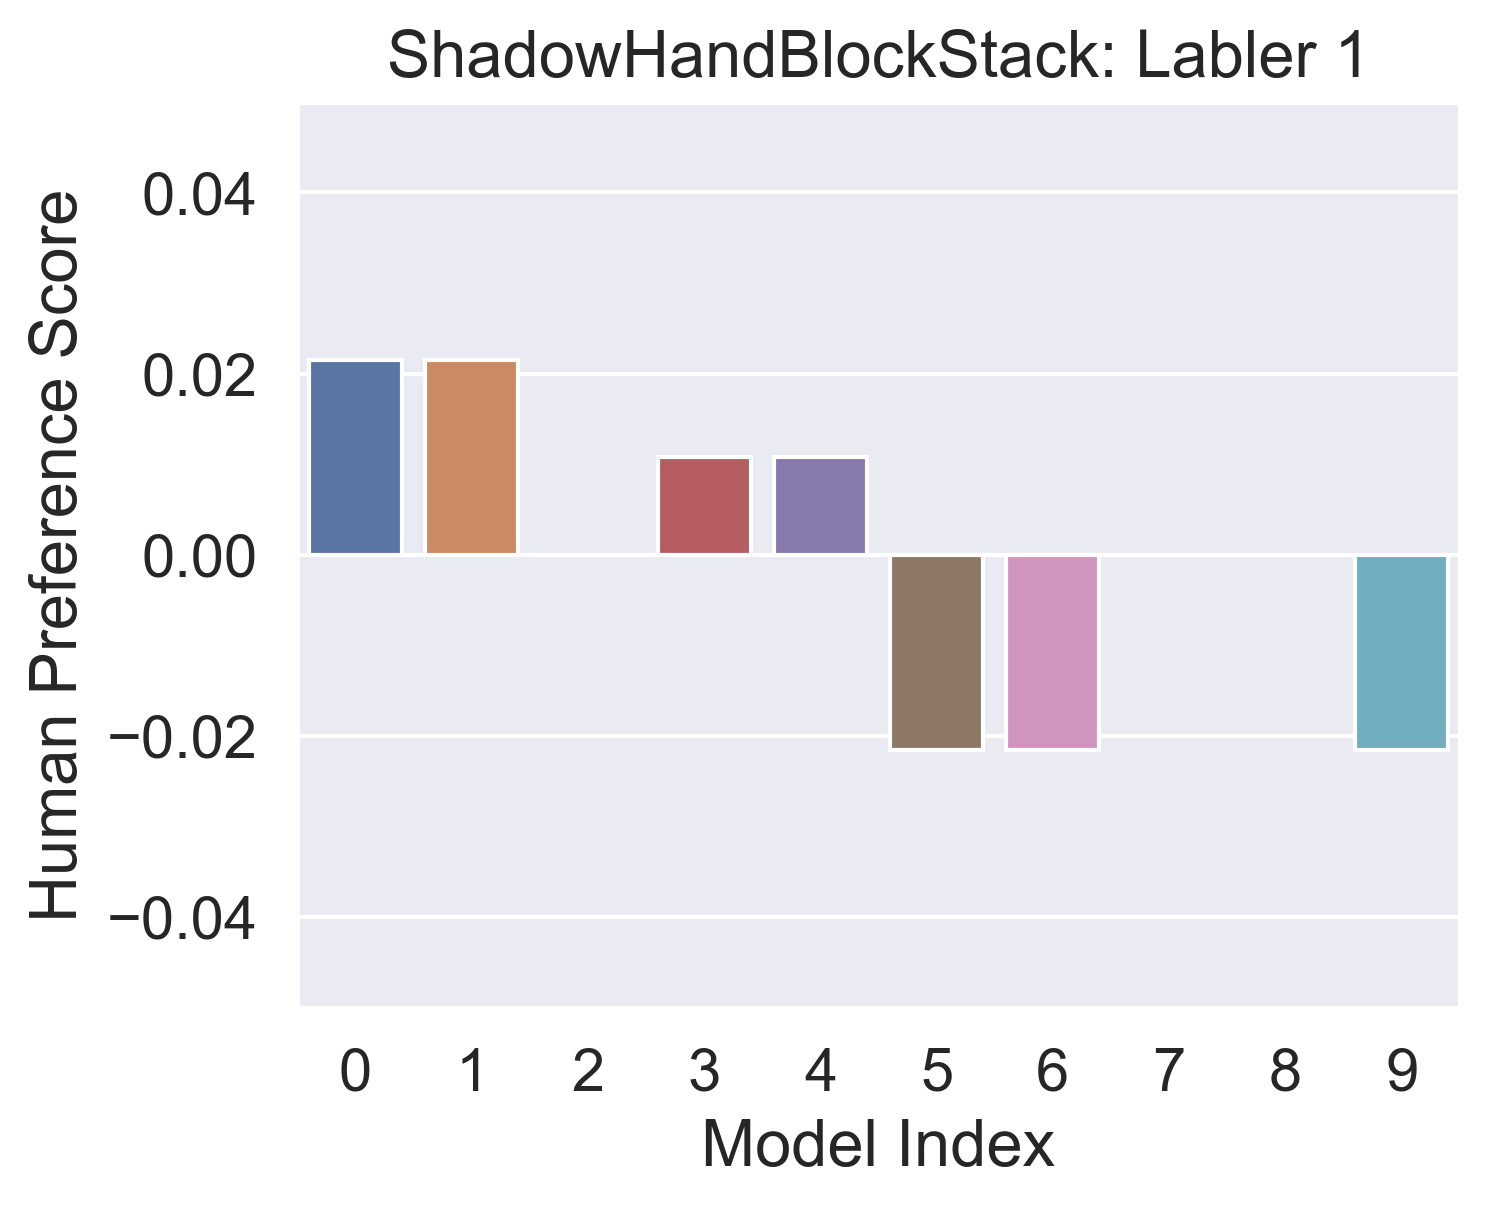 ShadowHandBlockStack: Labler 1
Human Preference Score
0.04
0.02
0.00
−0.02
−0.04
0 1 2 3 4 5 6 7 8 9
Model Index